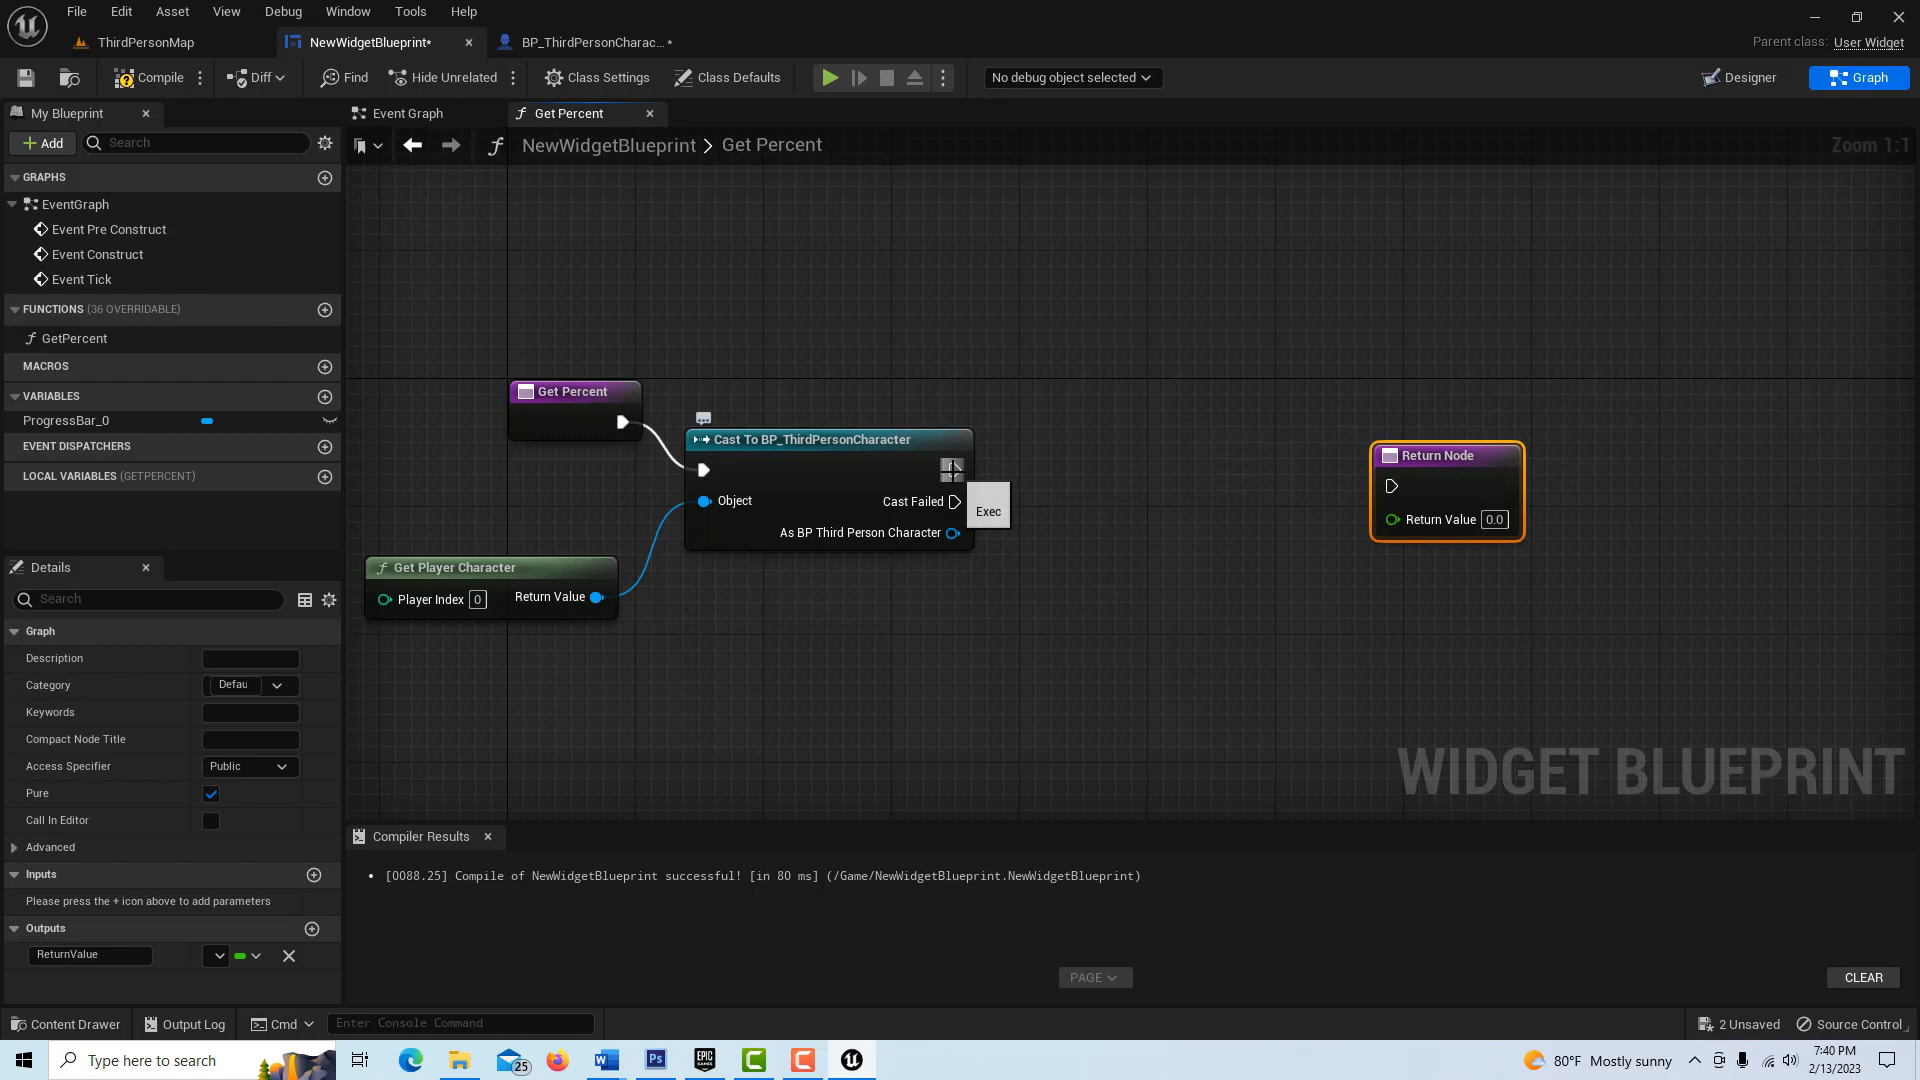 File Edit Asset View Debug Window Tools Help
ThirdPersonMap NewWidgetBlueprint* BP_ThirdPersonCharac... *
Parent class: User Widget
Compile Diff Find Hide Unrelated Class Settings Class Defaults No debug object selected Designer Graph
My Blueprint Event Graph Get Percent
Add Search NewWidgetBlueprint > Get Percent Zoom 1:1
GRAPHS
EventGraph
Event Pre Construct
Event Construct
Event Tick
FUNCTIONS (36 OVERRIDABLE)
GetPercent
MACROS
VARIABLES
ProgressBar_0
EVENT DISPATCHERS
LOCAL VARIABLES (GETPERCENT)
Get Percent
Cast To BP_ThirdPersonCharacter
Object Cast Failed
As BP Third Person Character
Exec
Get Player Character
Player Index 0 Return Value
Return Node
Return Value 0.0
WIDGET BLUEPRINT
Details
Search
Graph
Description
Category Defau
Keywords
Compact Node Title
Access Specifier Public
Pure
Call In Editor
Advanced
Inputs
Please press the + icon above to add parameters
Outputs
ReturnValue
Compiler Results
• [0088.25] Compile of NewWidgetBlueprint successful! [in 80 ms] (/Game/NewWidgetBlueprint.NewWidgetBlueprint)
PAGE CLEAR
Content Drawer Output Log Cmd Enter Console Command 2 Unsaved Source Control
Type here to search 25 W Ps EPIC GAMES 80°F Mostly sunny 7:40 PM
2/13/2023